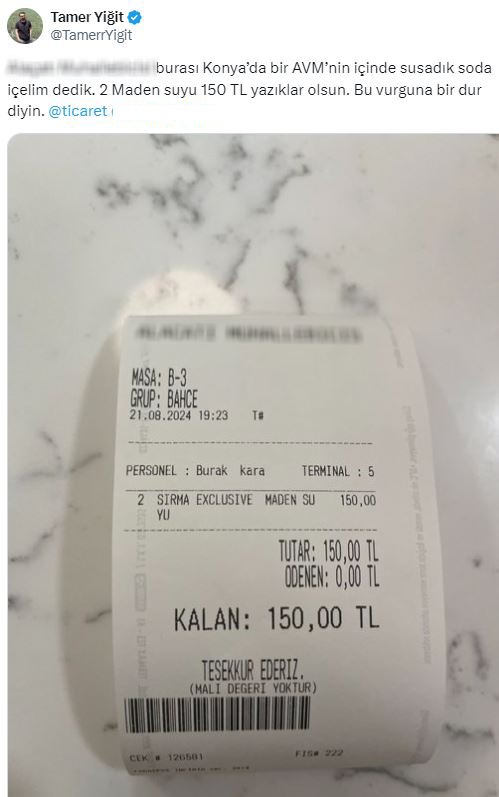 Tamer Yiğit
@TamerrYigit
burası Konya'da bir AVM'nin içinde susadık soda
içelim dedik. 2 Maden suyu 150 TL yazıklar olsun. Bu vurguna bir dur
diyin. @ticaret
MASA: B-3
GRUP: BAHCE
21.08.2024 19:23 T#
PERSONEL : Burak kara TERMINAL : 5
2 SIRMA EXCLUSIVE MADEN SU 150,00
YU
TUTAR: 150,00 TL
ODENEN: 0,00 TL
KALAN: 150,00 TL
TESEKKUR EDERIZ.
(MALI DEGERI YOKTUR)
CEK # 126581 FIS# 222